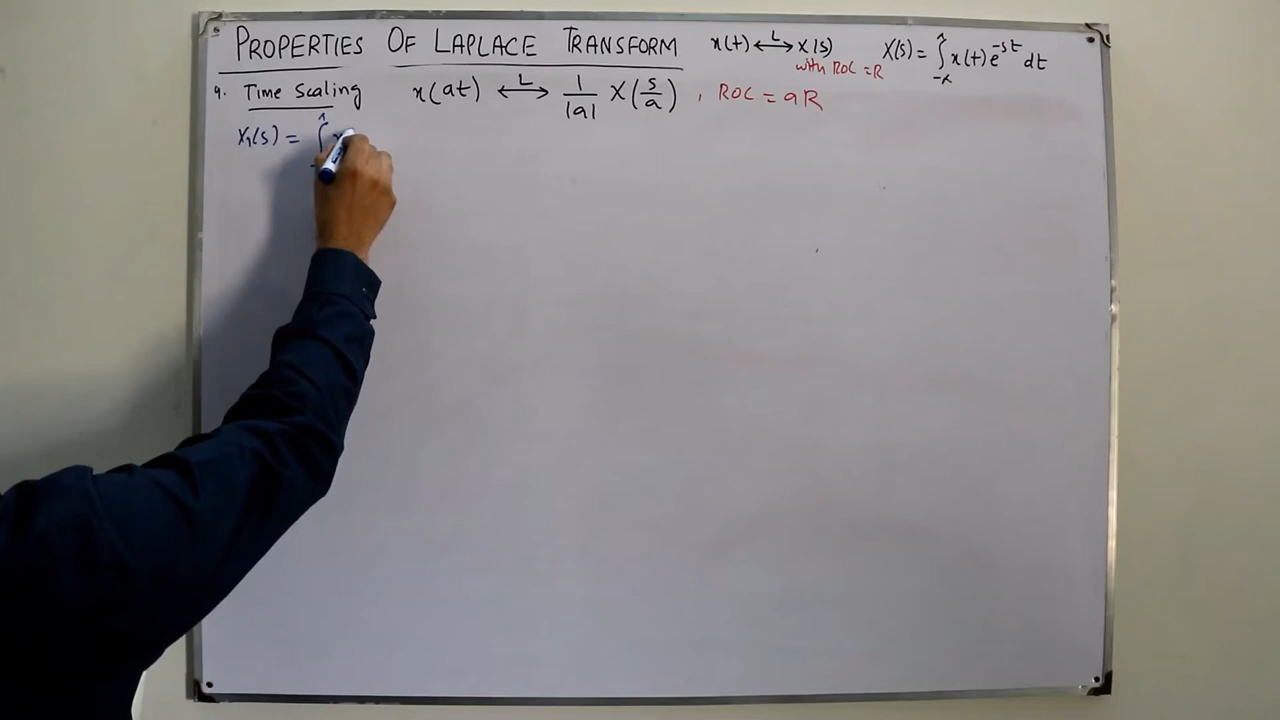 PROPERTIES OF LAPLACE TRANSFORM x(t) ⟷ᴸ X(s) X(s) = ∫ x(t) e^{-st} dt
with ROC = R
4. Time Scaling x(at) ⟷ᴸ 1/|a| X(s/a) , ROC = aR
X₁(s) = ∫